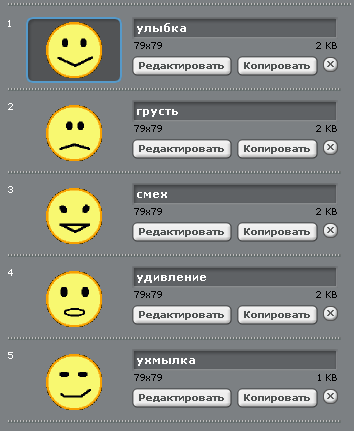 1
улыбка
79x79 2 KB
Редактировать Копировать
2
грусть
79x79 2 KB
Редактировать Копировать
3
смех
79x79 2 KB
Редактировать Копировать
4
удивление
79x79 2 KB
Редактировать Копировать
5
ухмылка
79x79 1 KB
Редактировать Копировать